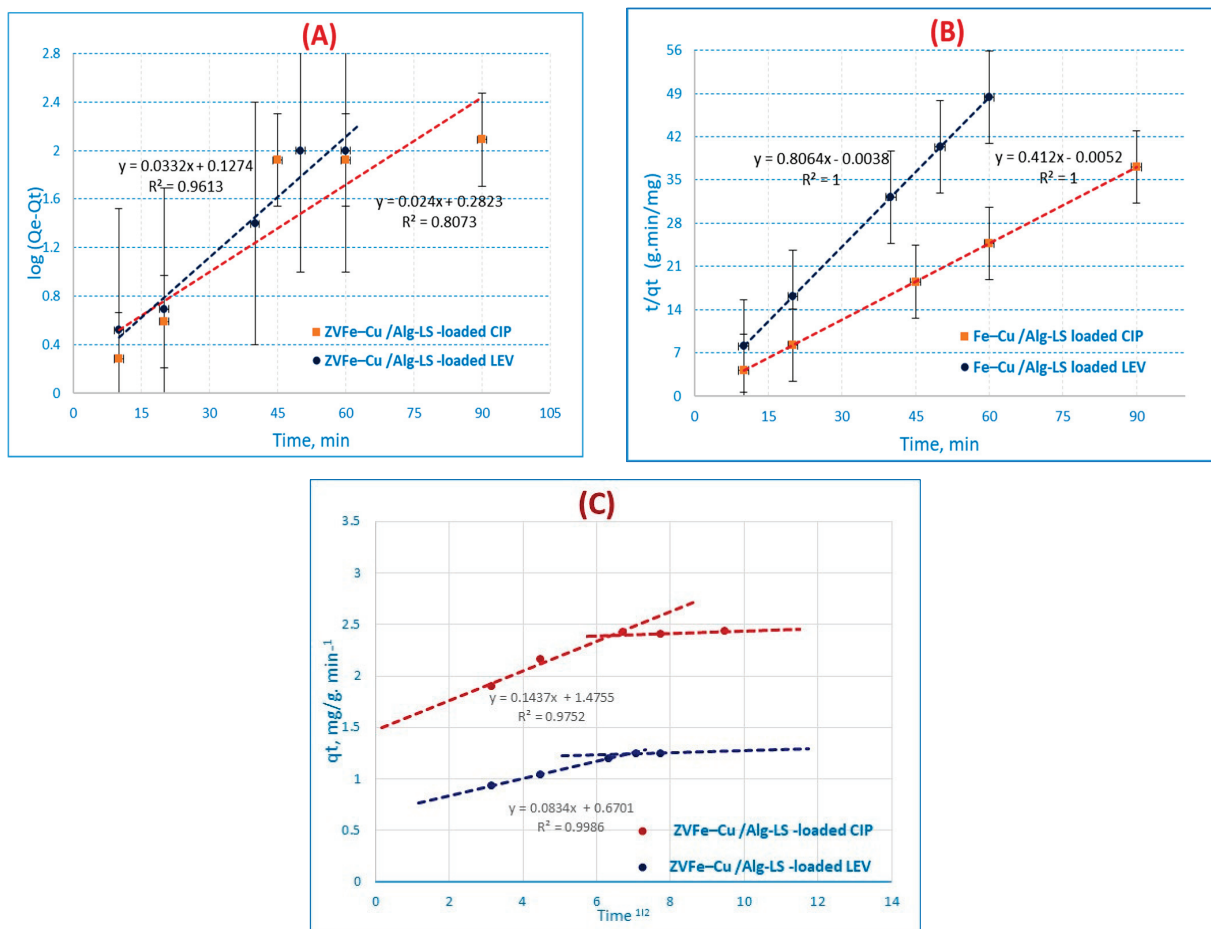 (A)
log (Qe-Qt)
2.8
2.4
2
1.6
1.2
0.8
0.4
0
y = 0.0332x + 0.1274
R² = 0.9613
y = 0.024x + 0.2823
R² = 0.8073
ZVFe–Cu /Alg-LS -loaded CIP
ZVFe–Cu /Alg-LS -loaded LEV
0 15 30 45 60 75 90 105
Time, min
(B)
t/qt (g.min/mg)
56
49
42
35
28
21
14
7
0
y = 0.8064x - 0.0038
R² = 1
y = 0.412x - 0.0052
R² = 1
Fe–Cu /Alg-LS loaded CIP
Fe–Cu /Alg-LS loaded LEV
0 15 30 45 60 75 90
Time, min
(C)
qt, mg/g. min⁻¹
3.5
3
2.5
2
1.5
1
0.5
0
y = 0.1437x + 1.4755
R² = 0.9752
y = 0.0834x + 0.6701
R² = 0.9986
ZVFe–Cu /Alg-LS -loaded CIP
ZVFe–Cu /Alg-LS -loaded LEV
0 2 4 6 8 10 12 14
Time ¹ˡ²